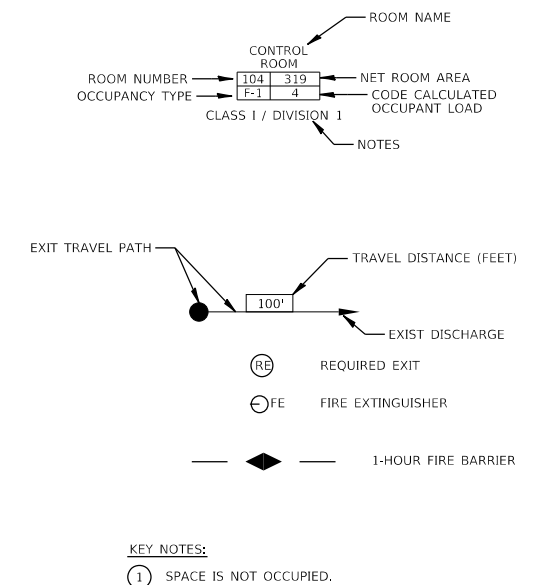 ROOM NAME
CONTROL
ROOM
ROOM NUMBER
104 319
NET ROOM AREA
OCCUPANCY TYPE
F-1 4
CODE CALCULATED
OCCUPANT LOAD
CLASS I / DIVISION 1
NOTES
EXIT TRAVEL PATH
TRAVEL DISTANCE (FEET)
100'
EXIST DISCHARGE
RE REQUIRED EXIT
FE FIRE EXTINGUISHER
1-HOUR FIRE BARRIER
KEY NOTES:
1 SPACE IS NOT OCCUPIED.